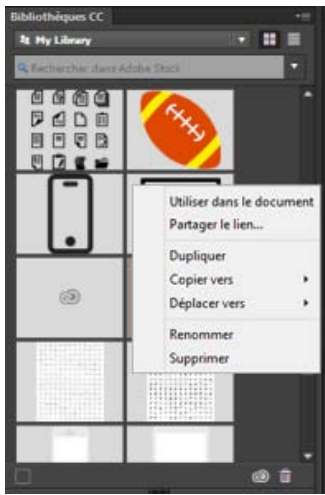 Bibliothèques CC
My Library
Rechercher dans Adobe Stock
Utiliser dans le document
Partager le lien...
Dupliquer
Copier vers
Déplacer vers
Renommer
Supprimer